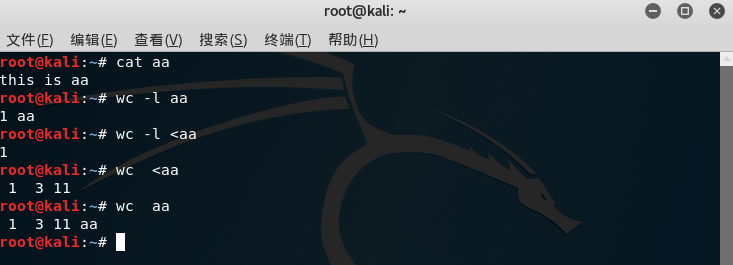 root@kali: ~
文件(F) 编辑(E) 查看(V) 搜索(S) 终端(T) 帮助(H)
root@kali:~# cat aa
this is aa
root@kali:~# wc -l aa
1 aa
root@kali:~# wc -l <aa
1
root@kali:~# wc  <aa
 1  3 11
root@kali:~# wc  aa
 1  3 11 aa
root@kali:~#